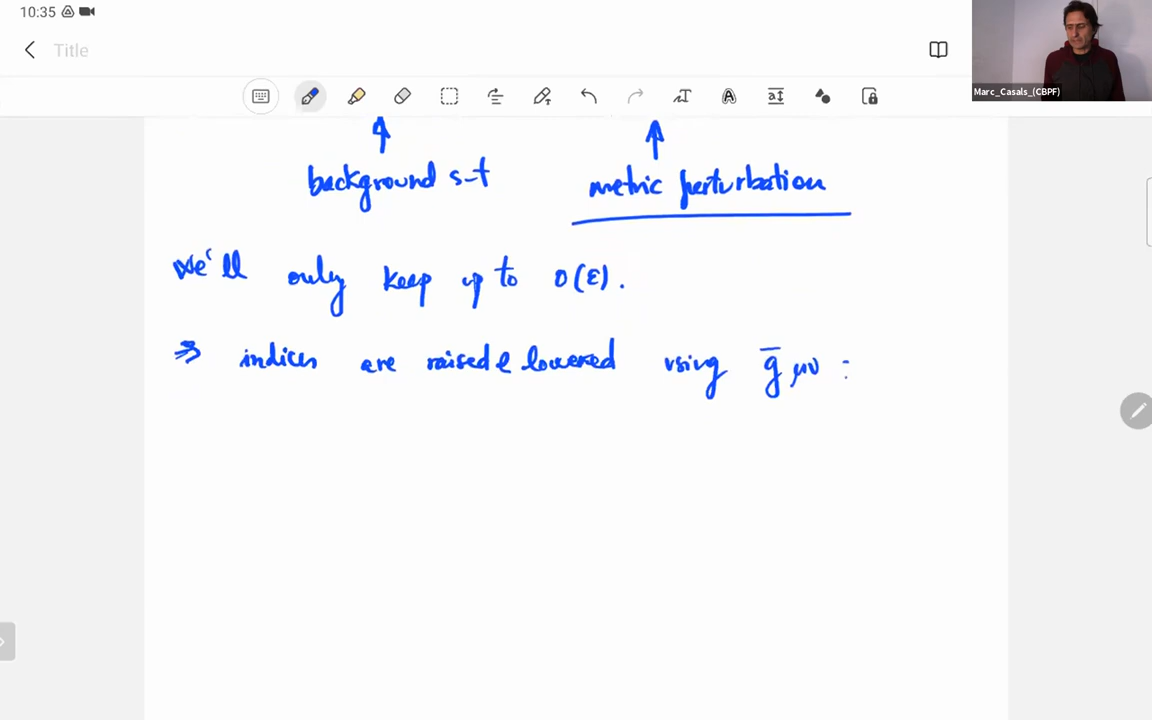 10:35
Title
Marc_Casals_(CBPF)
background s-t
metric perturbation
We'll only keep up to O(ε).
⇒ indices are raised & lowered using ḡ μν :